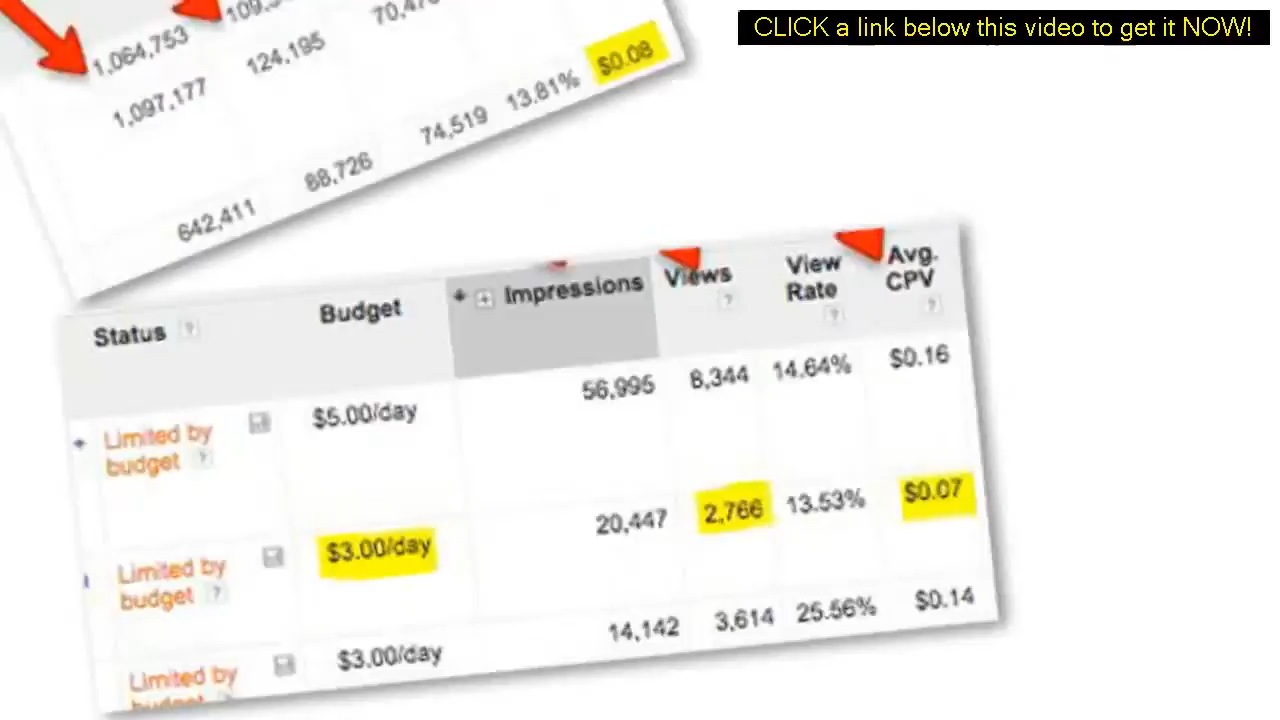 CLICK a link below this video to get it NOW!
1,064,753
1,097,177 124,195
642,411 88,726 74,519 13.81% $0.08
Status ? Budget + Impressions Views ? View Rate ? Avg. CPV ?
Limited by budget ? $5.00/day 56,995 8,344 14.64% $0.16
Limited by budget ? $3.00/day 20,447 2,766 13.53% $0.07
Limited by $3.00/day 14,142 3,614 25.56% $0.14